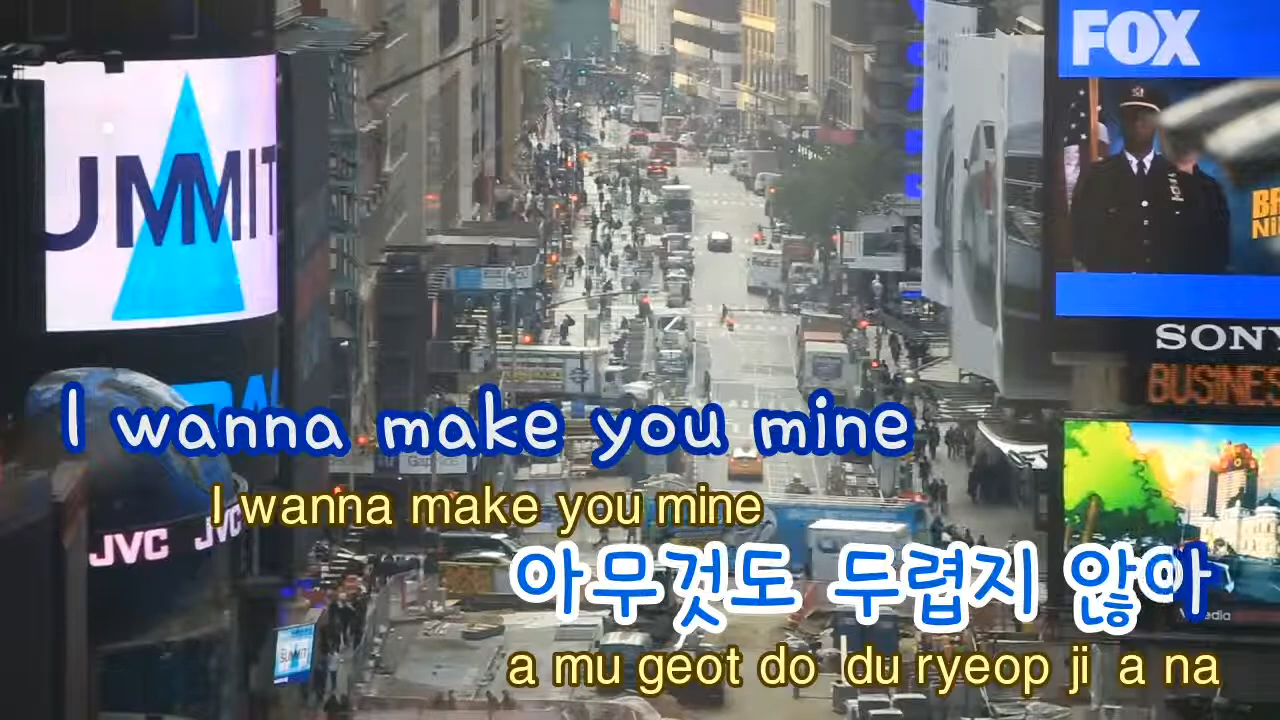 FOX
UMMIT
SONY
BUSINES
I wanna make you mine
I wanna make you mine
JVC JVC
아무것도 두렵지 않아
a mu geot do du ryeop ji a na